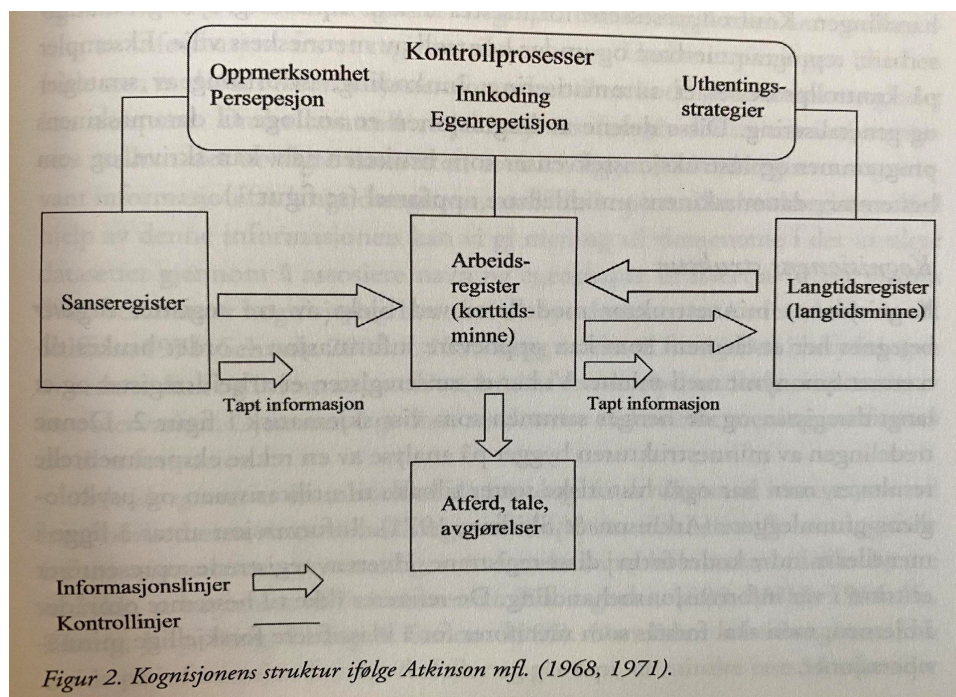 Kontrollprosesser
Oppmerksomhet
Persepesjon
Innkoding
Egenrepetisjon
Uthentings-
strategier
Sanseregister
Arbeids-
register
(korttids-
minne)
Langtidsregister
(langtidsminne)
Tapt informasjon
Tapt informasjon
Atferd, tale,
avgjørelser
Informasjonslinjer
Kontrollinjer
Figur 2. Kognisjonens struktur ifølge Atkinson mfl. (1968, 1971).